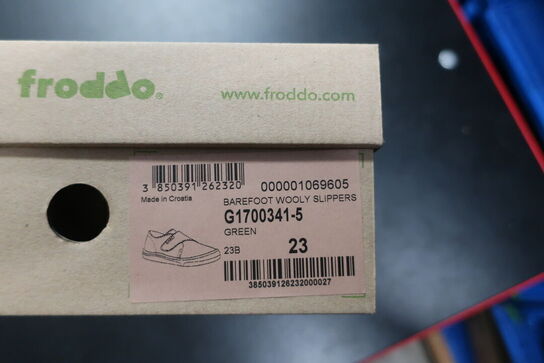 froddo®
www.froddo.com
3 850391 262320
000001069605
Made in Croatia
BAREFOOT WOOLY SLIPPERS
G1700341-5
GREEN
23B
23
385039126232000027